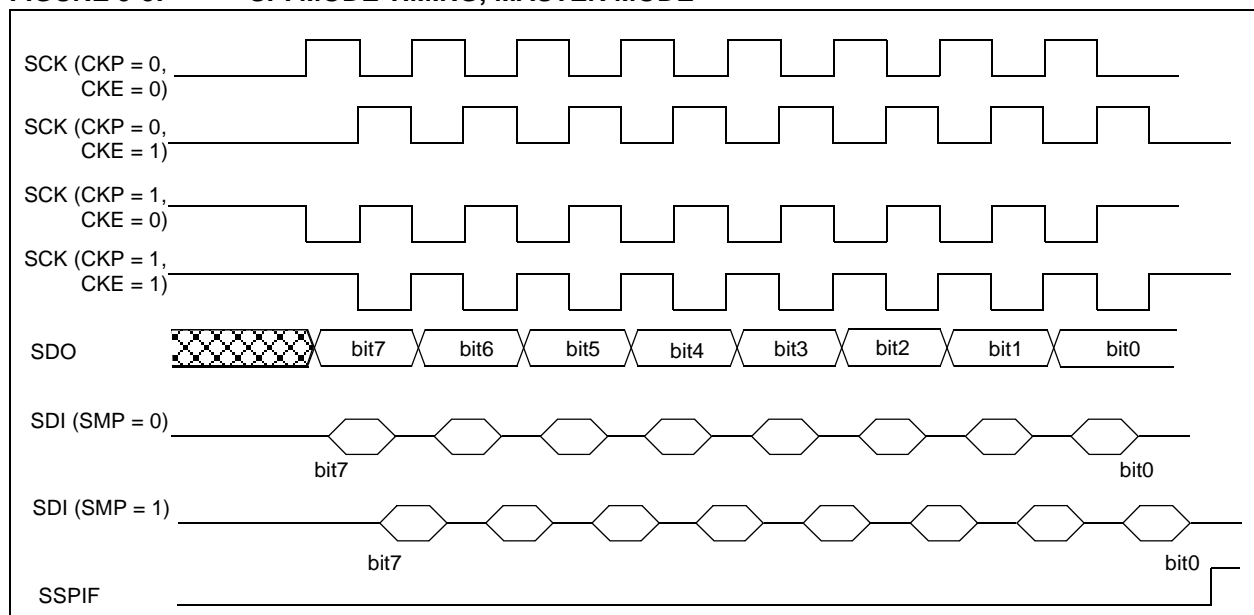 FIGURE SPI MODE TIMING, MASTER MODE
SCK (CKP = 0,
CKE = 0)
SCK (CKP = 0,
CKE = 1)
SCK (CKP = 1,
CKE = 0)
SCK (CKP = 1,
CKE = 1)
SDO bit7 bit6 bit5 bit4 bit3 bit2 bit1 bit0
SDI (SMP = 0)
bit7 bit0
SDI (SMP = 1)
bit7 bit0
SSPIF